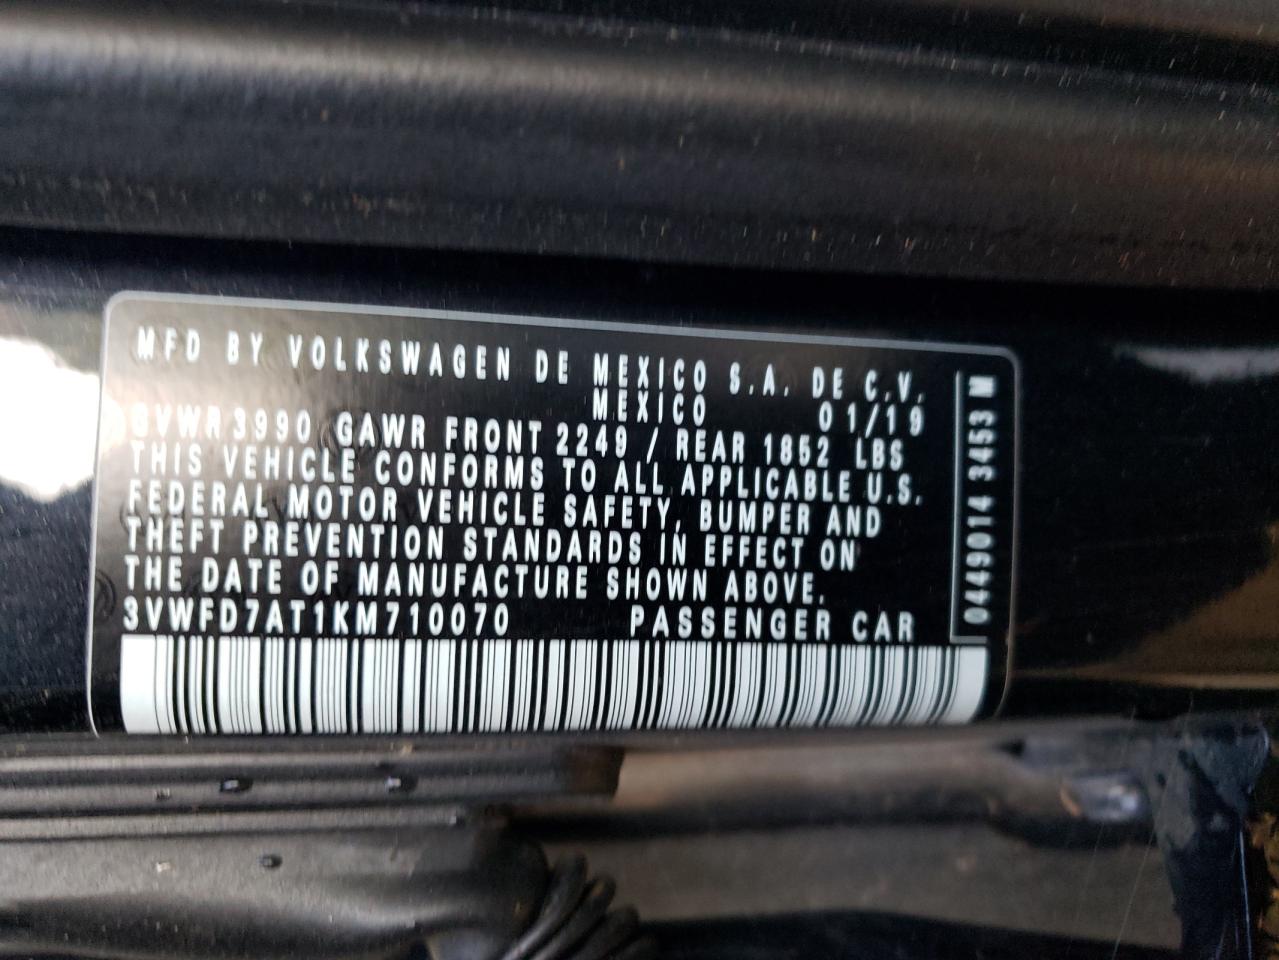 MFD BY VOLKSWAGEN DE MEXICO S.A. DE C.V.
MEXICO 01/19
GVWR 3990 GAWR FRONT 2249 / REAR 1852 LBS
THIS VEHICLE CONFORMS TO ALL APPLICABLE U.S.
FEDERAL MOTOR VEHICLE SAFETY, BUMPER AND
THEFT PREVENTION STANDARDS IN EFFECT ON
THE DATE OF MANUFACTURE SHOWN ABOVE.
3VWFD7AT1KM710070 PASSENGER CAR
0449014 3453 M